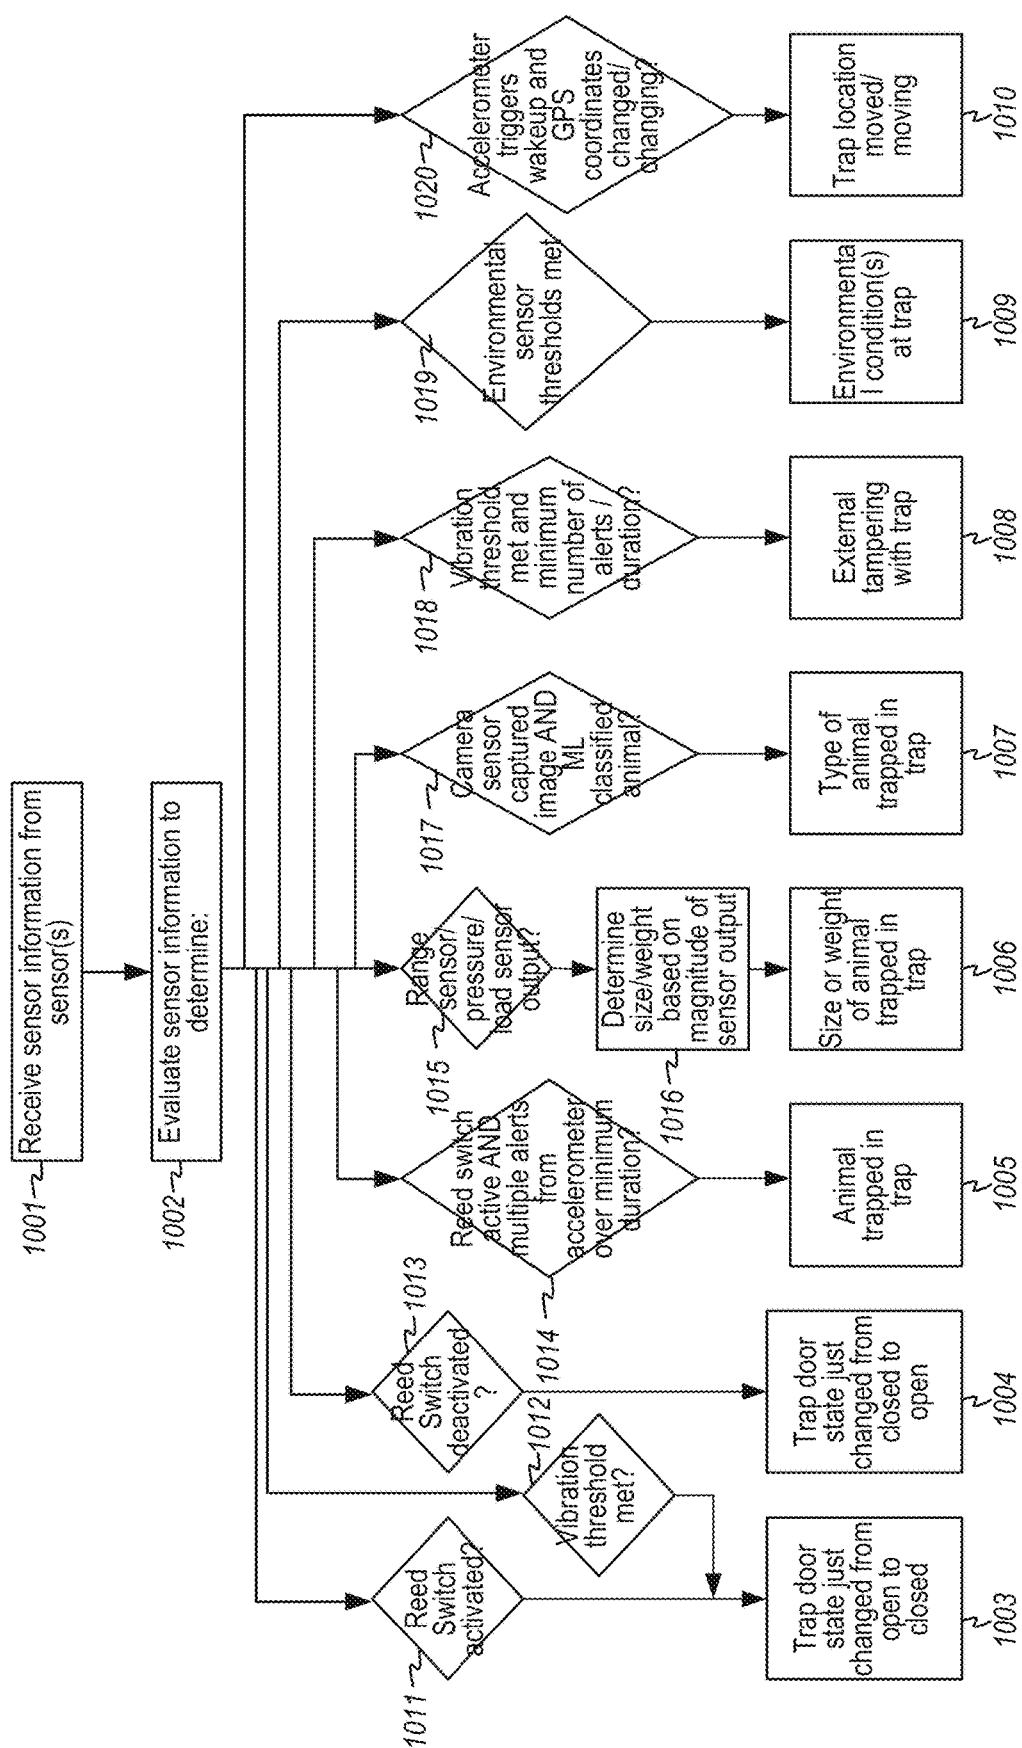 1001
Receive sensor information from
sensor(s)
1002
Evaluate sensor information to
determine:
1011
Reed
Switch
activated?
1012
Vibration
threshold
met?
1013
Reed
Switch
deactivated
?
1014
Reed switch
active AND
multiple alerts
from
accelerometer
over minimum
duration?
1015
Range
sensor/
pressure/
load sensor
output?
1016
Determine
size/weight
based on
magnitude of
sensor output
1017
Camera
sensor
captured
image AND
ML
classified
animal?
1018
Vibration
threshold
met and
minimum
number of
alerts /
duration?
1019
Environmental
sensor
thresholds met
1020
Accelerometer
triggers
wakeup and
GPS
coordinates
changed/
changing?
Trap door
state just
changed from
open to
closed
1003
Trap door
state just
changed from
closed to
open
1004
Animal
trapped in
trap
1005
Size or weight
of animal
trapped in
trap
1006
Type of
animal
trapped in
trap
1007
External
tampering
with trap
1008
Environmenta
l condition(s)
at trap
1009
Trap location
moved/
moving
1010